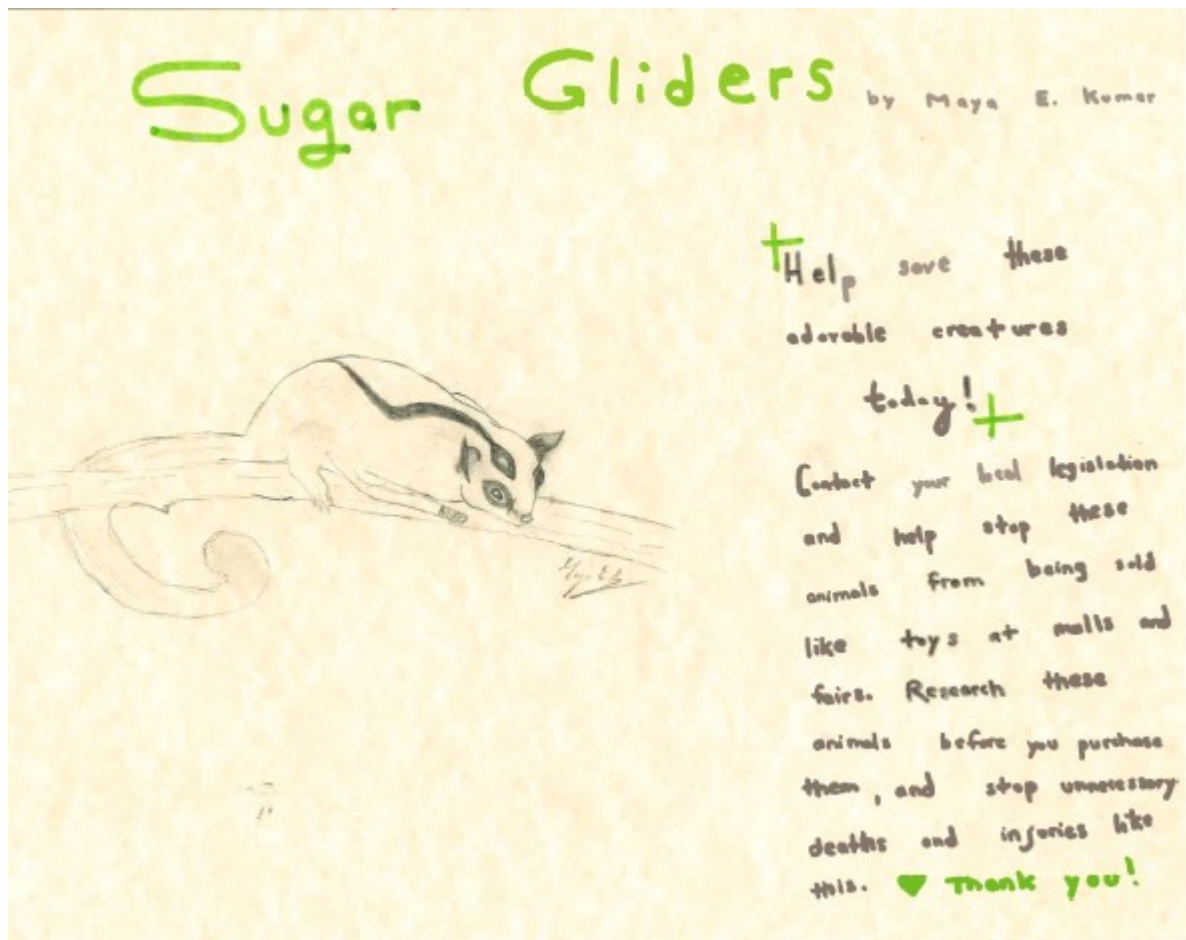 Sugar Gliders by Maya E. Kumar
Help save these
adorable creatures
today!
Contact your local legislation
and help stop these
animals from being sold
like toys at malls and
fairs. Research these
animals before you purchase
them, and stop unnecessary
deaths and injuries like
this. ♥ Thank you!